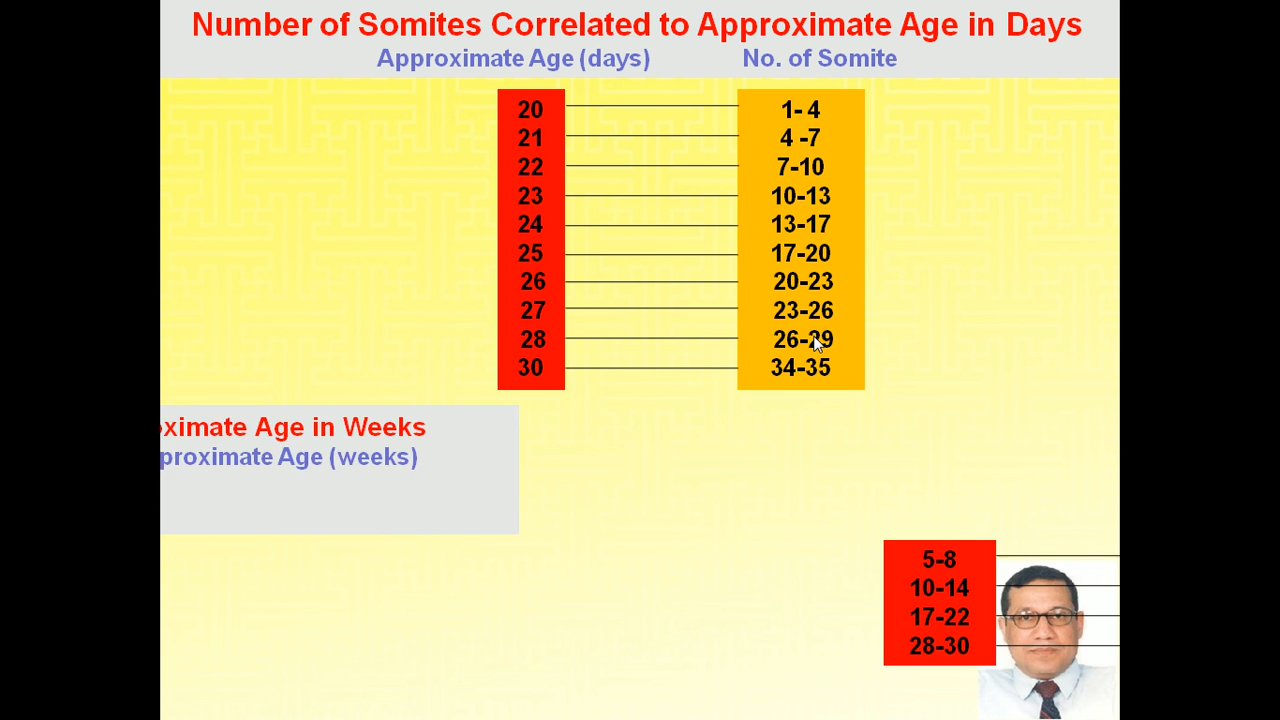 Number of Somites Correlated to Approximate Age in Days
Approximate Age (days) No. of Somite
20 1- 4
21 4 -7
22 7-10
23 10-13
24 13-17
25 17-20
26 20-23
27 23-26
28 26-29
30 34-35
oximate Age in Weeks
proximate Age (weeks)
5-8
10-14
17-22
28-30